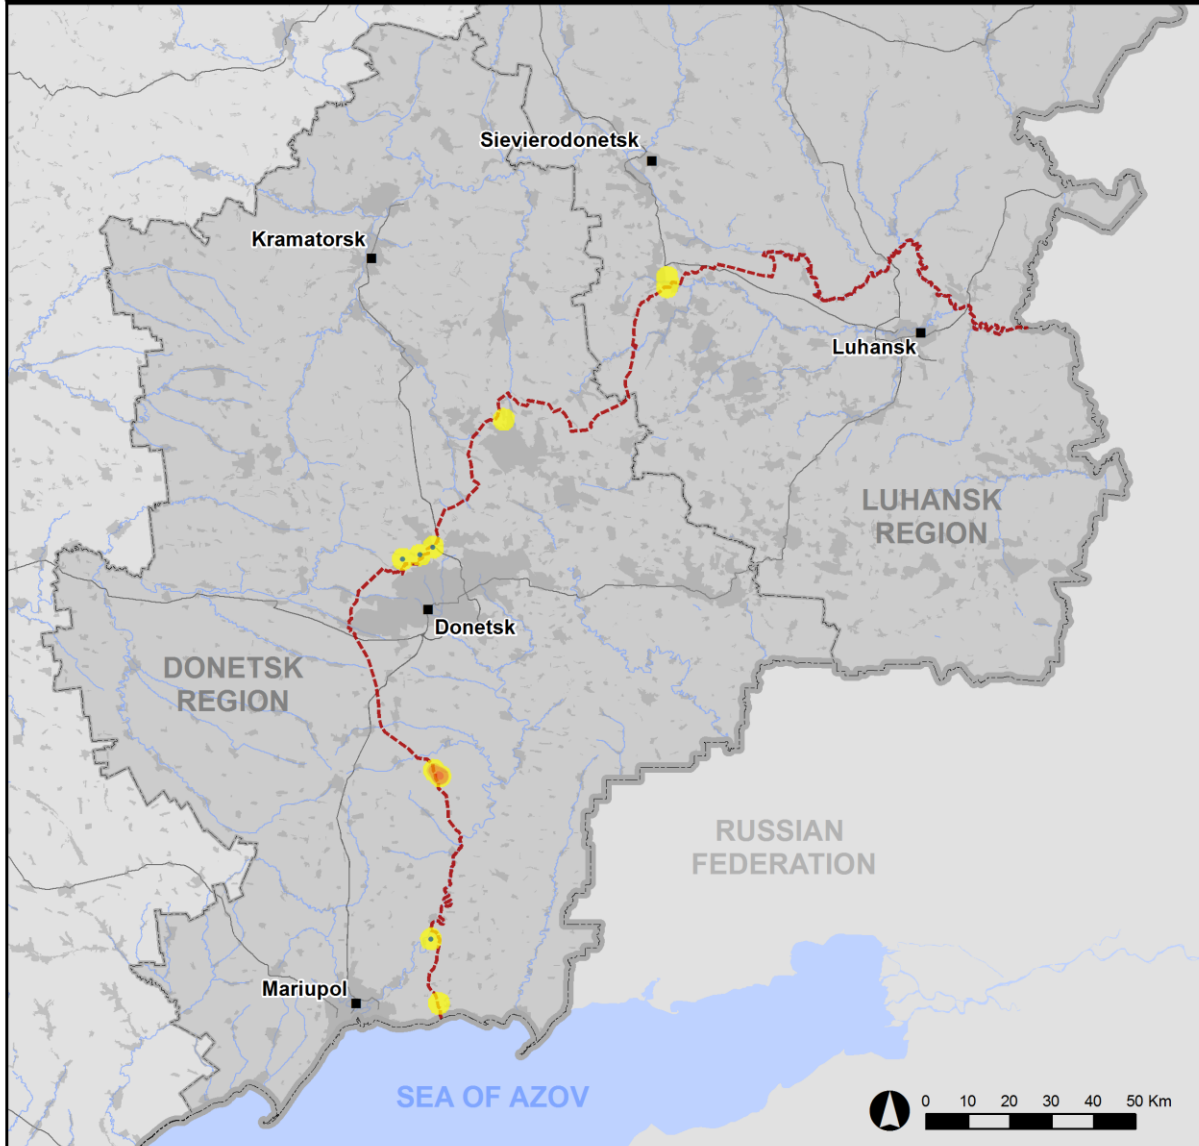 Sievierodonetsk
Kramatorsk
Luhansk
LUHANSK
REGION
Donetsk
DONETSK
REGION
RUSSIAN
FEDERATION
Mariupol
SEA OF AZOV
0 10 20 30 40 50 Km